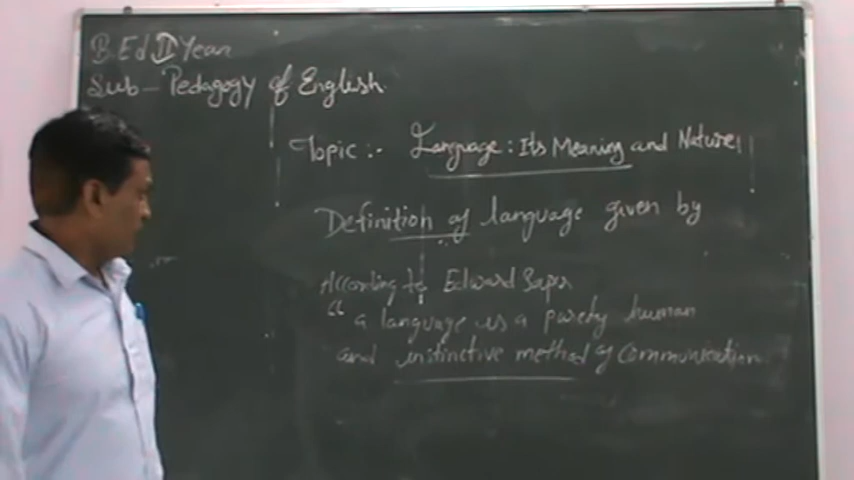 B.Ed II Year
Sub - Pedagogy of English
Topic :- Language : Its Meaning and Nature
Definition of language given by
According to Edward Saper
" a language is a purely human
and instinctive method of communication